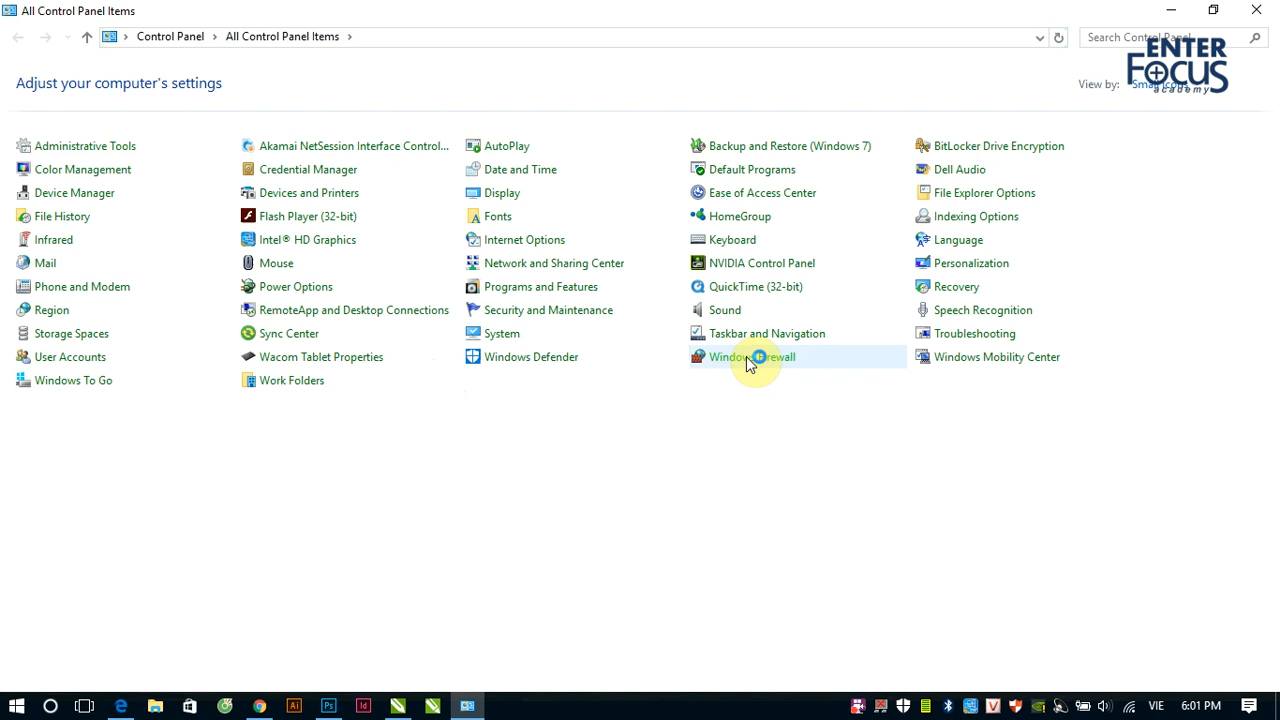 All Control Panel Items
Control Panel > All Control Panel Items >
Search Control Panel
ENTER
FOCUS
academy
Adjust your computer's settings
View by:
Administrative Tools
Akamai NetSession Interface Control...
AutoPlay
Backup and Restore (Windows 7)
BitLocker Drive Encryption
Color Management
Credential Manager
Date and Time
Default Programs
Dell Audio
Device Manager
Devices and Printers
Display
Ease of Access Center
File Explorer Options
File History
Flash Player (32-bit)
Fonts
HomeGroup
Indexing Options
Infrared
Intel® HD Graphics
Internet Options
Keyboard
Language
Mail
Mouse
Network and Sharing Center
NVIDIA Control Panel
Personalization
Phone and Modem
Power Options
Programs and Features
QuickTime (32-bit)
Recovery
Region
RemoteApp and Desktop Connections
Security and Maintenance
Sound
Speech Recognition
Storage Spaces
Sync Center
System
Taskbar and Navigation
Troubleshooting
User Accounts
Wacom Tablet Properties
Windows Defender
Windows Firewall
Windows Mobility Center
Windows To Go
Work Folders
Ai
Ps
Id
VIE
6:01 PM